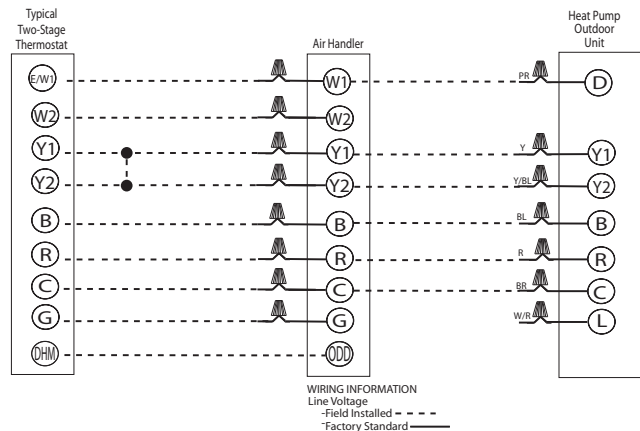 Typical
Two-Stage
Thermostat
Air Handler
Heat Pump
Outdoor
Unit
E/W1 W1 PR D
W2 W2
Y1 Y1 Y Y1
Y2 Y2 Y/BL Y2
B B BL B
R R R R
C C BR C
G G W/R L
DHM ODD
WIRING INFORMATION
Line Voltage
-Field Installed
-Factory Standard